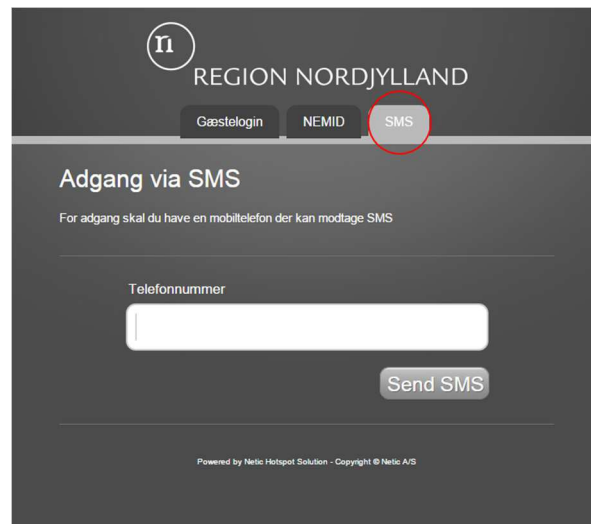 n
REGION NORDJYLLAND
Gæstelogin NEMID SMS
Adgang via SMS
For adgang skal du have en mobiltelefon der kan modtage SMS
Telefonnummer
Send SMS
Powered by Netic Hotspot Solution - Copyright © Netic A/S